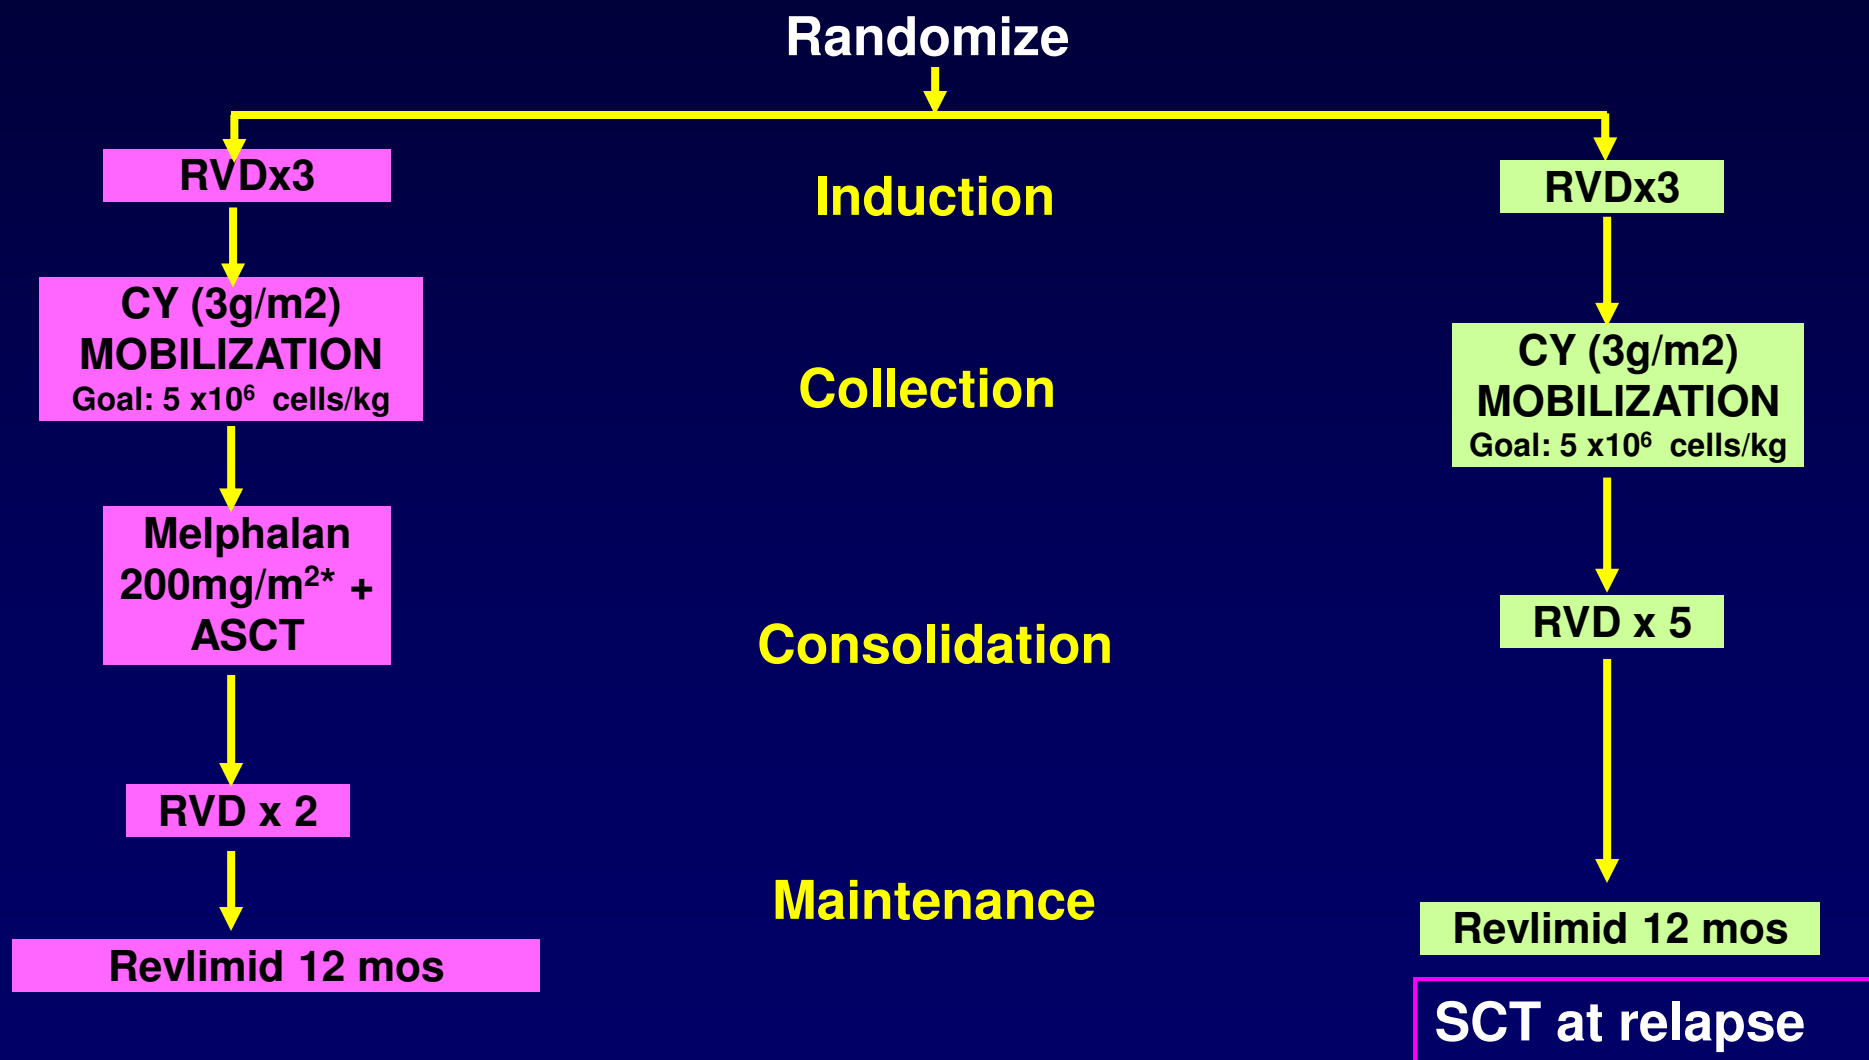 Randomize
RVDx3
CY (3g/m2)
MOBILIZATION
Goal: 5 x10⁶ cells/kg
Melphalan
200mg/m²* +
ASCT
RVD x 2
Revlimid 12 mos
Induction
Collection
Consolidation
Maintenance
RVDx3
CY (3g/m2)
MOBILIZATION
Goal: 5 x10⁶ cells/kg
RVD x 5
Revlimid 12 mos
SCT at relapse